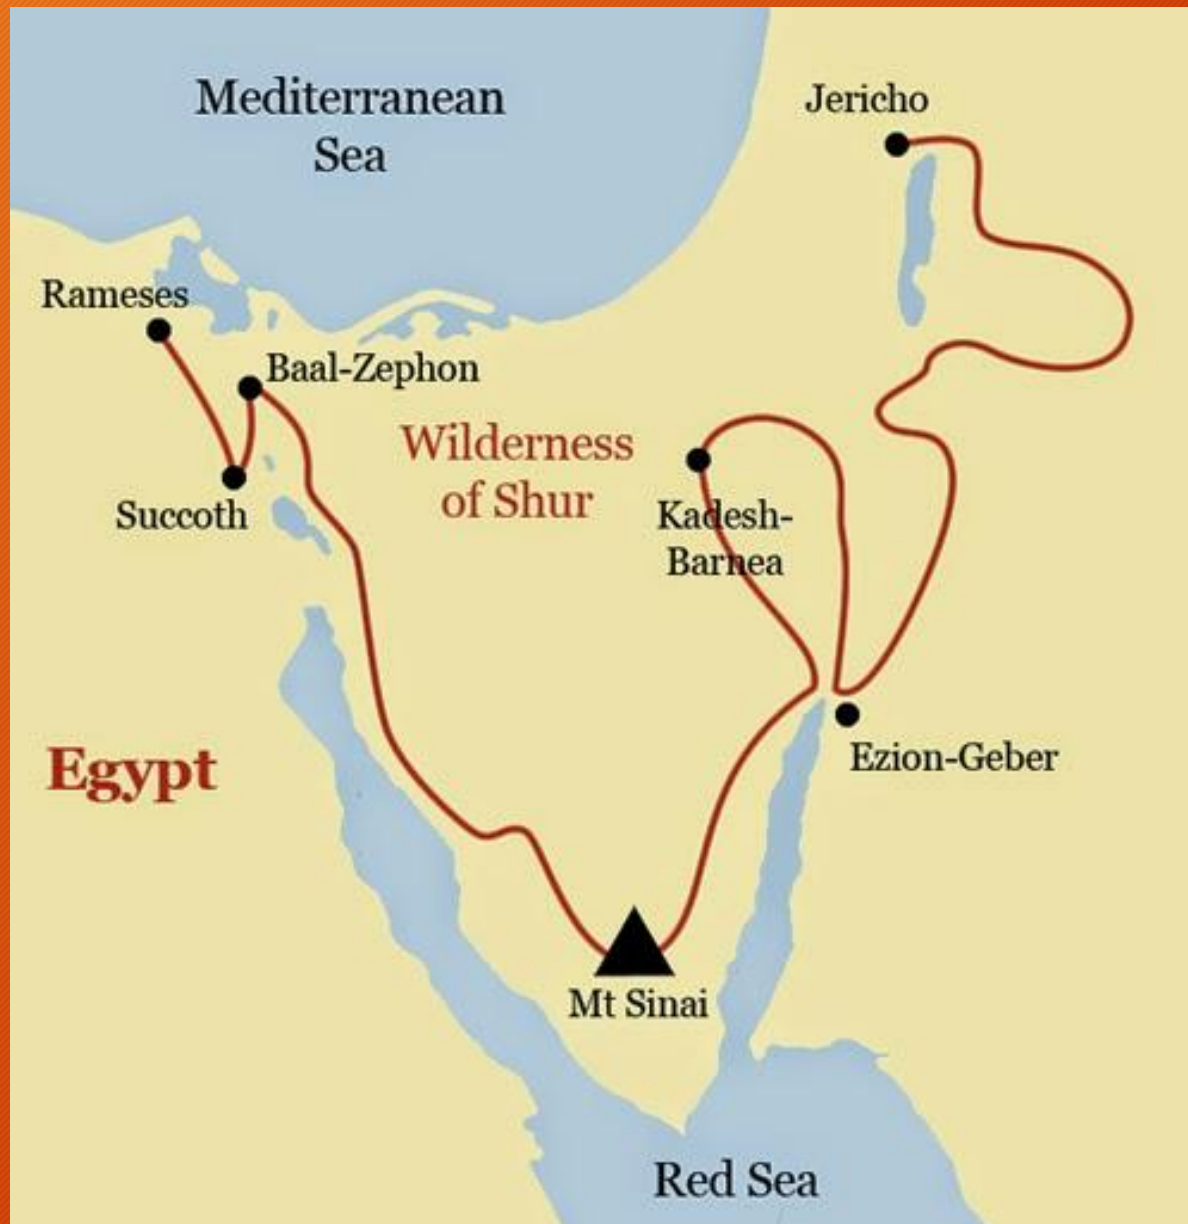 Mediterranean
Sea
Jericho
Rameses
Baal-Zephon
Wilderness
of Shur
Succoth
Kadesh-
Barnea
Egypt
Ezion-Geber
Mt Sinai
Red Sea